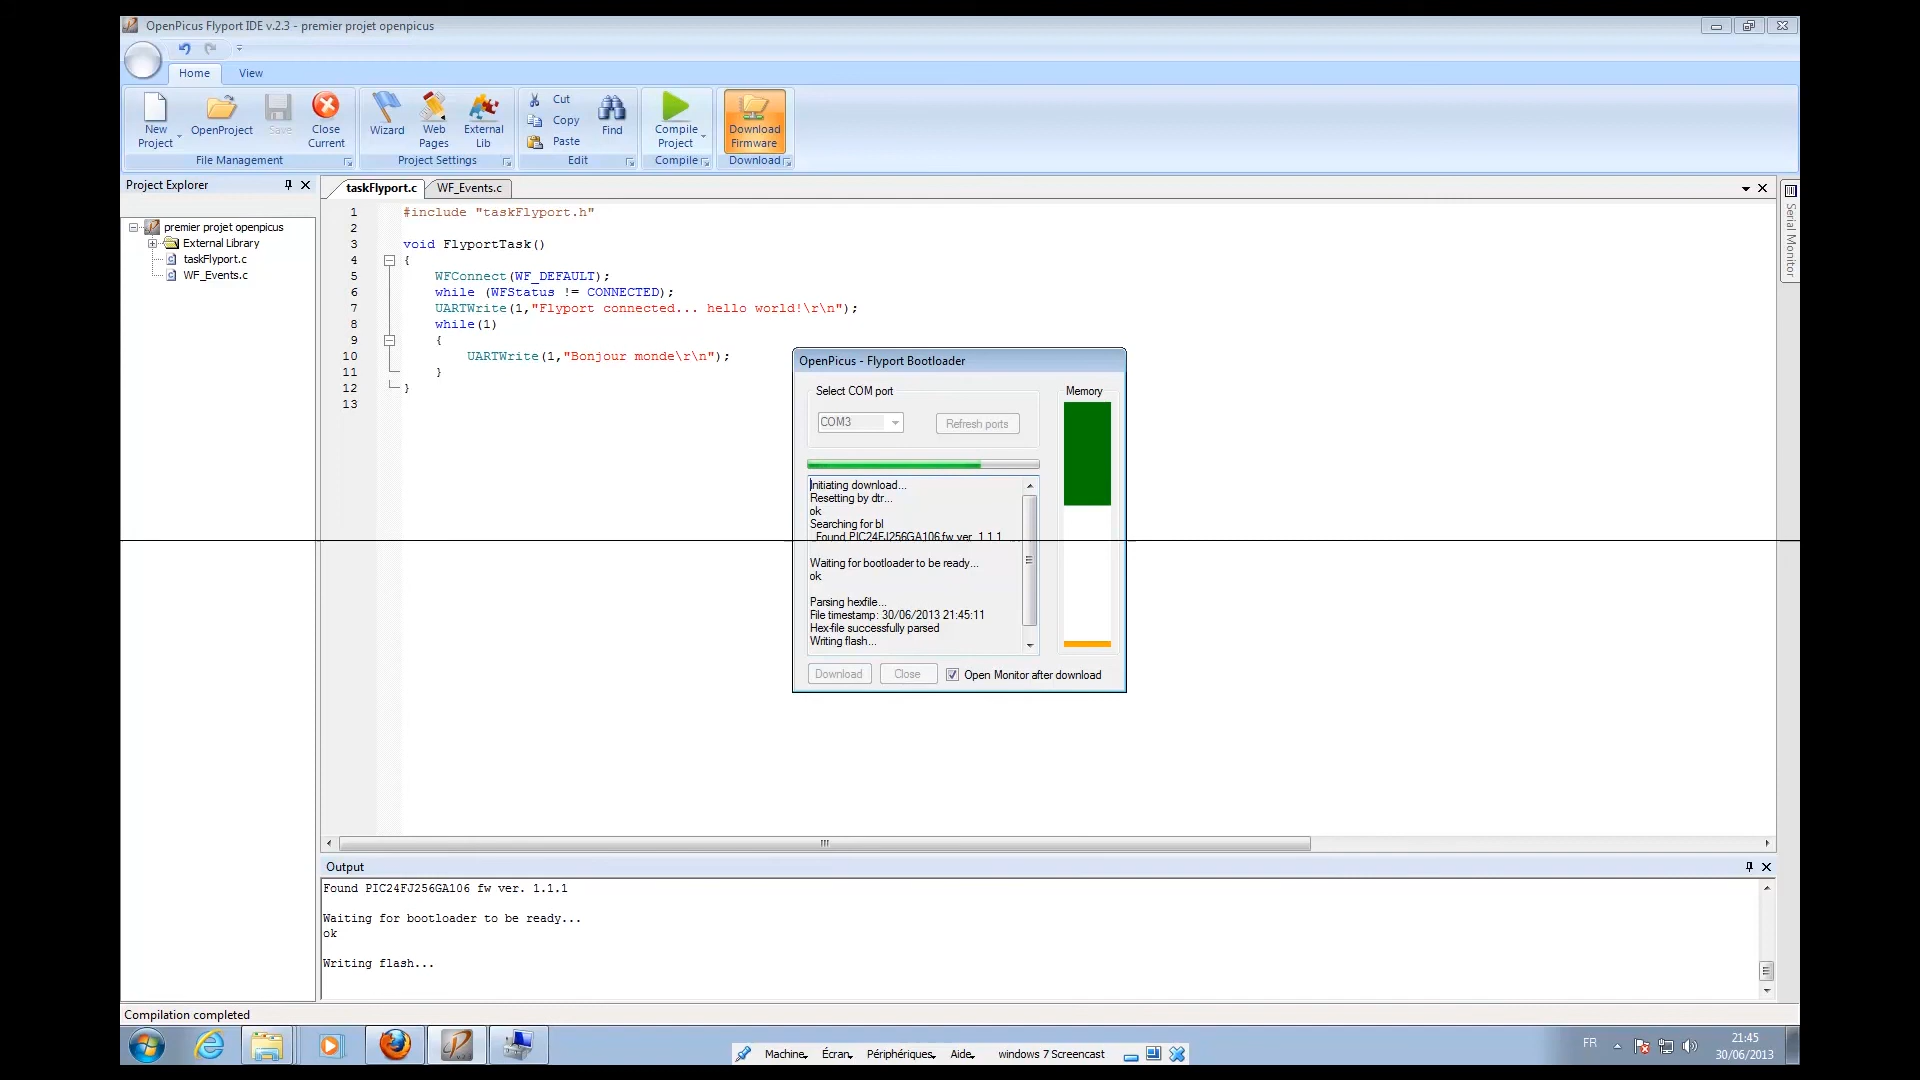 OpenPicus Flyport IDE v.2.3 - premier projet openpicus
Home
View
New Project
OpenProject
Save
Close Current
File Management
Wizard
Web Pages
External Lib
Project Settings
Cut
Copy
Paste
Find
Edit
Compile Project
Compile
Download Firmware
Download
Project Explorer
premier projet openpicus
External Library
taskFlyport.c
WF_Events.c
taskFlyport.c
WF_Events.c
1 #include "taskFlyport.h"
2
3 void FlyportTask()
4 {
5 WFConnect(WF_DEFAULT);
6 while (WFStatus != CONNECTED);
7 UARTWrite(1,"Flyport connected... hello world!\r\n");
8 while(1)
9 {
10 UARTWrite(1,"Bonjour monde\r\n");
11 }
12 }
13
Serial Monitor
OpenPicus - Flyport Bootloader
Select COM port
COM3
Refresh ports
Memory
Initiating download...
Resetting by dtr...
ok
Searching for bl
Found PIC24FJ256GA106 fw ver. 1.1.1
Waiting for bootloader to be ready...
ok
Parsing hexfile...
File timestamp: 30/06/2013 21:45:11
Hex-file successfully parsed
Writing flash...
Download
Close
Open Monitor after download
Output
Found PIC24FJ256GA106 fw ver. 1.1.1
Waiting for bootloader to be ready...
ok
Writing flash...
Compilation completed
Machine
Écran
Périphériques
Aide
windows 7 Screencast
FR
21:45
30/06/2013